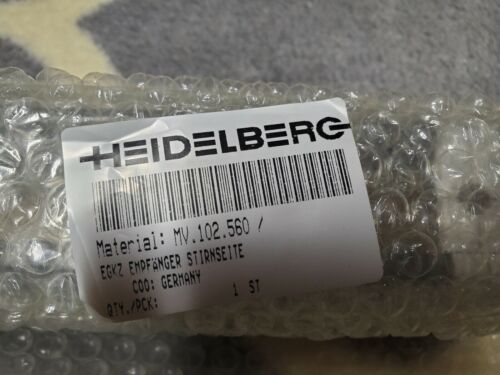 HEIDELBERG
Material: MV.102.560 /
EGKZ EMPFÄNGER STIRNSEITE
COO: GERMANY
QTY./PCK: 1 ST